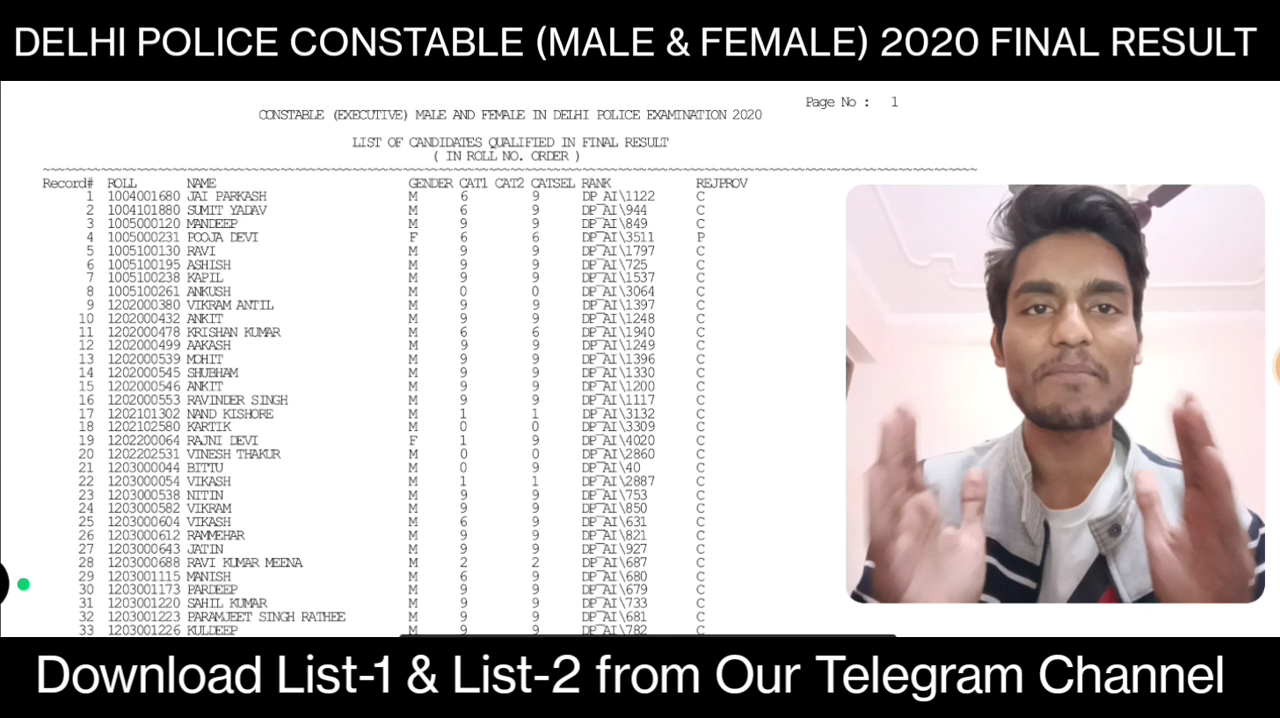 DELHI POLICE CONSTABLE (MALE & FEMALE) 2020 FINAL RESULT
Page No : 1
CONSTABLE (EXECUTIVE) MALE AND FEMALE IN DELHI POLICE EXAMINATION 2020
LIST OF CANDIDATES QUALIFIED IN FINAL RESULT
( IN ROLL NO. ORDER )
Record# ROLL NAME GENDER CAT1 CAT2 CATSEL RANK REJPROV
1 1004001680 JAI PARKASH M 6 9 DP_AI\1122 C
2 1004101880 SUMIT YADAV M 6 9 DP_AI\944 C
3 1005000120 MANDEEP M 9 9 DP_AI\849 C
4 1005000231 POOJA DEVI F 6 6 DP_AI\3511 P
5 1005100130 RAVI M 9 9 DP_AI\1797 C
6 1005100195 ASHISH M 9 9 DP_AI\725 C
7 1005100238 KAPIL M 9 9 DP_AI\1537 C
8 1005100261 ANKUSH M 0 0 DP_AI\3064 C
9 1202000380 VIKRAM ANTIL M 9 9 DP_AI\1397 C
10 1202000432 ANKIT M 9 9 DP_AI\1248 C
11 1202000478 KRISHAN KUMAR M 6 6 DP_AI\1940 C
12 1202000499 AAKASH M 9 9 DP_AI\1249 C
13 1202000539 MOHIT M 9 9 DP_AI\1396 C
14 1202000545 SHUBHAM M 9 9 DP_AI\1330 C
15 1202000546 ANKIT M 9 9 DP_AI\1200 C
16 1202000553 RAVINDER SINGH M 9 9 DP_AI\1117 C
17 1202101302 NAND KISHORE M 1 1 DP_AI\3132 C
18 1202102580 KARTIK M 0 0 DP_AI\3309 C
19 1202200064 RAJNI DEVI F 1 9 DP_AI\4020 C
20 1202202531 VINESH THAKUR M 0 0 DP_AI\2860 C
21 1203000044 BITTU M 0 9 DP_AI\40 C
22 1203000054 VIKASH M 1 1 DP_AI\2887 C
23 1203000538 NITIN M 9 9 DP_AI\753 C
24 1203000582 VIKRAM M 9 9 DP_AI\850 C
25 1203000604 VIKASH M 6 9 DP_AI\631 C
26 1203000612 RAMMEHAR M 9 9 DP_AI\821 C
27 1203000643 JATIN M 9 9 DP_AI\927 C
28 1203000688 RAVI KUMAR MEENA M 2 2 DP_AI\687 C
29 1203001115 MANISH M 6 9 DP_AI\680 C
30 1203001173 PARDEEP M 9 9 DP_AI\679 C
31 1203001220 SAHIL KUMAR M 9 9 DP_AI\733 C
32 1203001223 PARAMJEET SINGH RATHEE M 9 9 DP_AI\681 C
33 1203001226 KULDEEP M 9 9 DP_AI\782 C
Download List-1 & List-2 from Our Telegram Channel